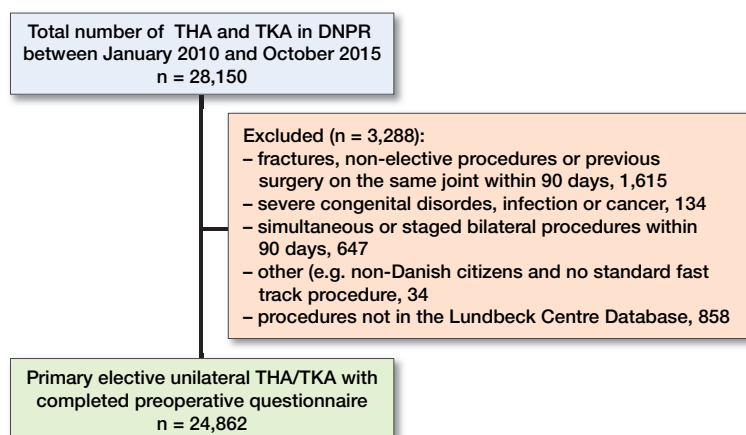 Total number of THA and TKA in DNPR
between January 2010 and October 2015
n = 28,150
Excluded (n = 3,288):
– fractures, non-elective procedures or previous
surgery on the same joint within 90 days, 1,615
– severe congenital disordes, infection or cancer, 134
– simultaneous or staged bilateral procedures within
90 days, 647
– other (e.g. non-Danish citizens and no standard fast
track procedure, 34
– procedures not in the Lundbeck Centre Database, 858
Primary elective unilateral THA/TKA with
completed preoperative questionnaire
n = 24,862